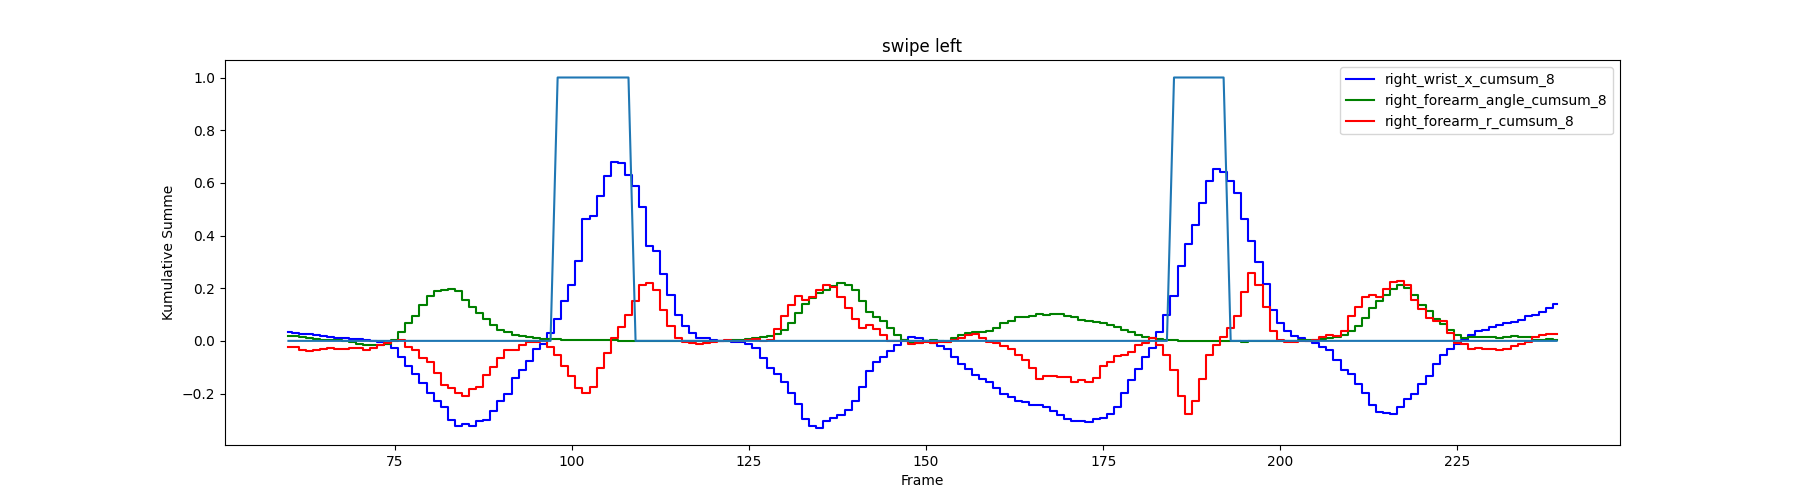 swipe left
right_wrist_x_cumsum_8
right_forearm_angle_cumsum_8
right_forearm_r_cumsum_8
Kumulative Summe
1.0
0.8
0.6
0.4
0.2
0.0
−0.2
75 100 125 150 175 200 225
Frame